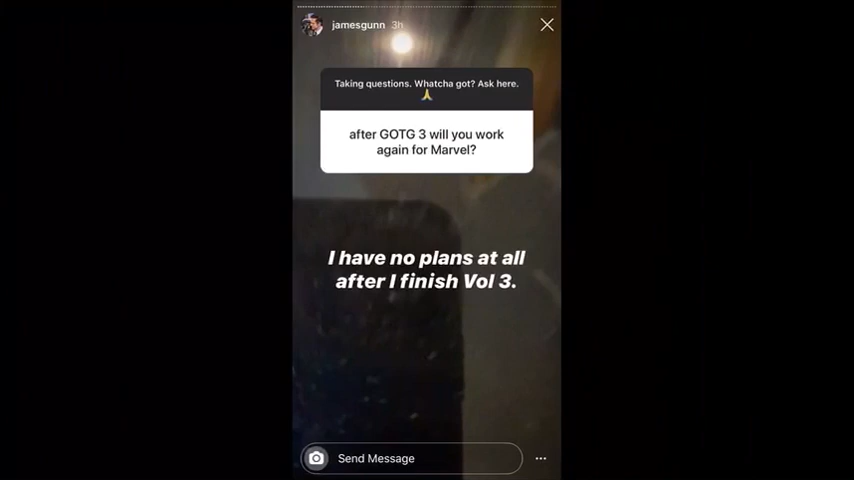 jamesgunn 3h
Taking questions. Whatcha got? Ask here.
🙏
after GOTG 3 will you work
again for Marvel?
I have no plans at all
after I finish Vol 3.
Send Message